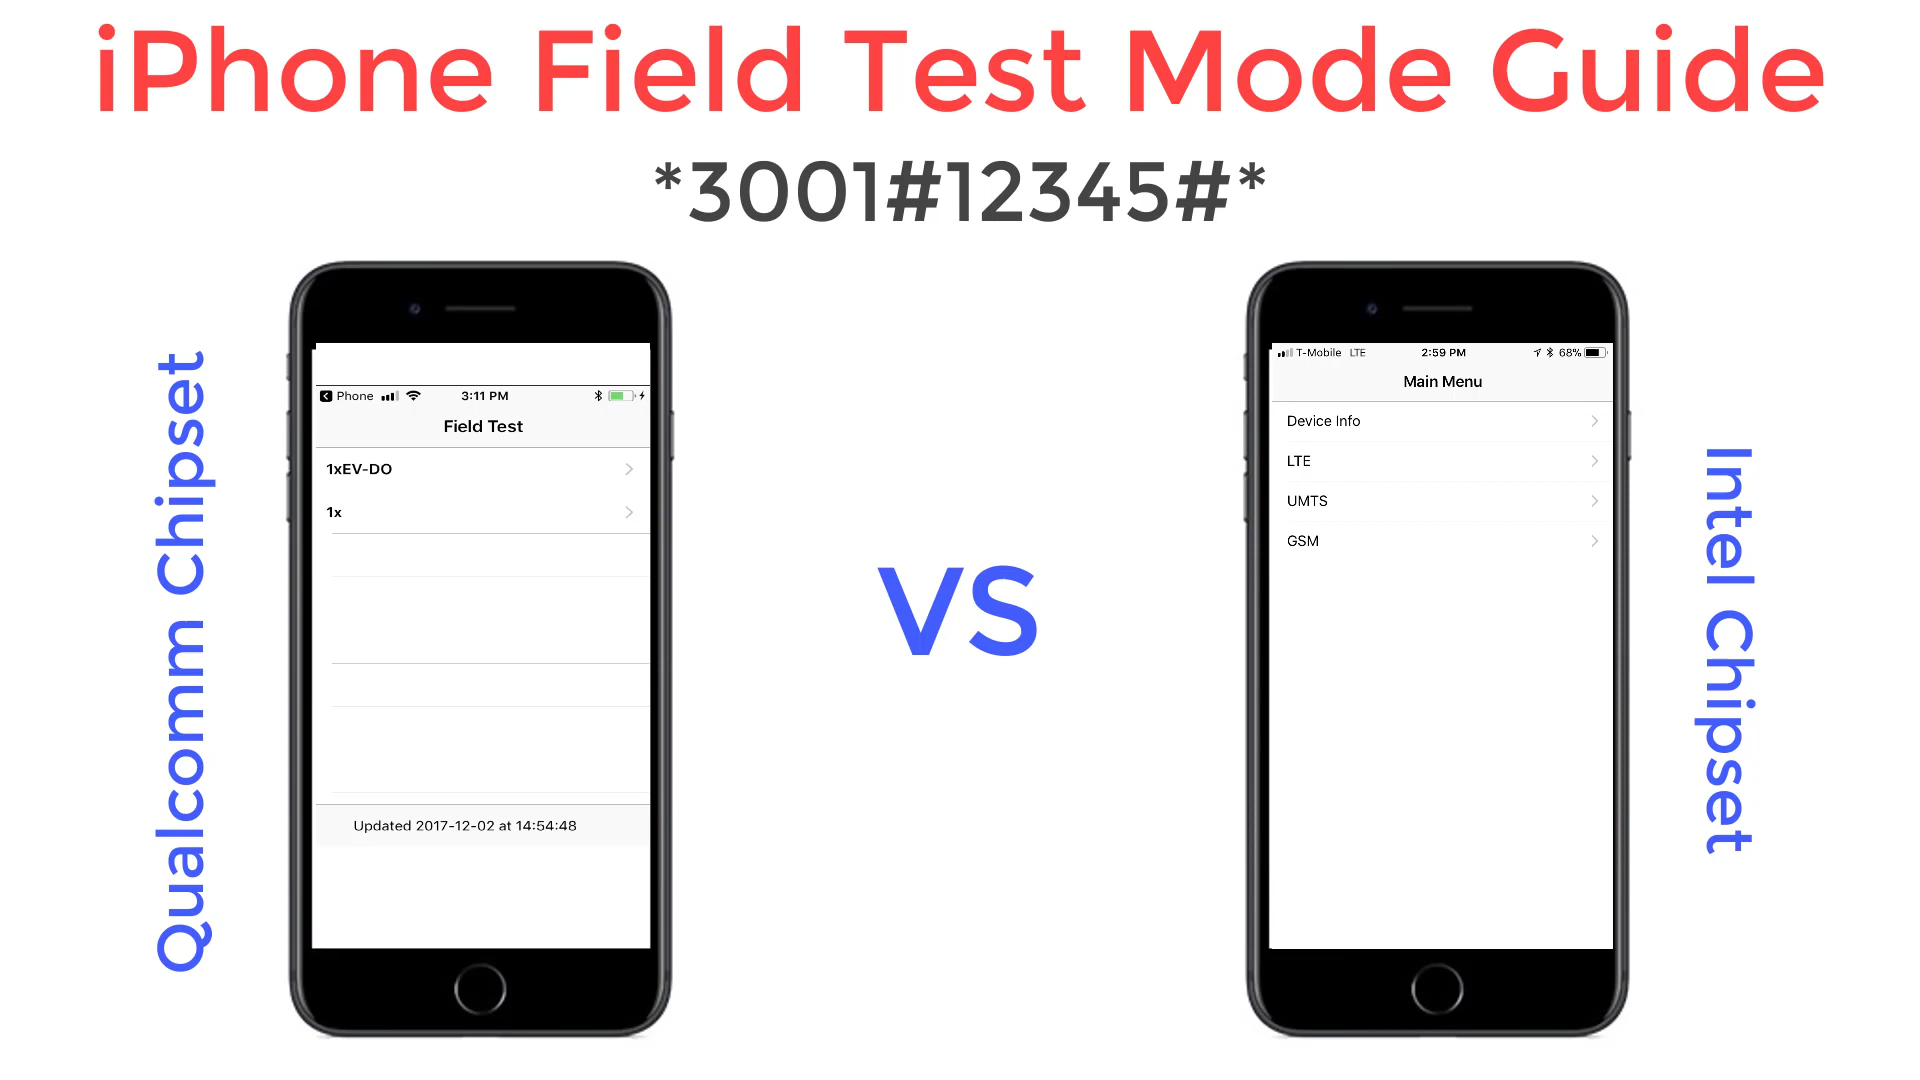 iPhone Field Test Mode Guide
*3001#12345#*
Qualcomm Chipset
Phone 3:11 PM
Field Test
1xEV-DO
1x
Updated 2017-12-02 at 14:54:48
VS
T-Mobile LTE 2:59 PM 68%
Main Menu
Device Info
LTE
UMTS
GSM
Intel Chipset